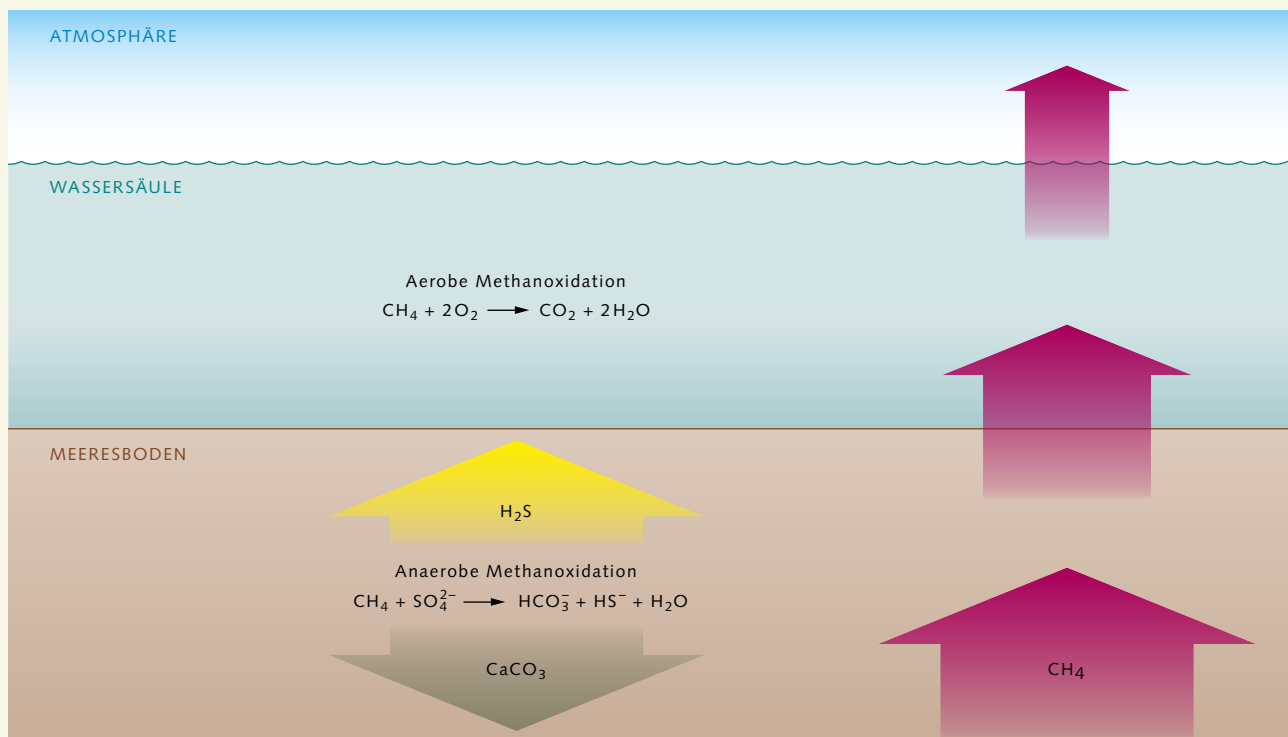 ATMOSPHÄRE
WASSERSÄULE
Aerobe Methanoxidation
CH₄ + 2O₂ → CO₂ + 2H₂O
MEERESBODEN
H₂S
Anaerobe Methanoxidation
CH₄ + SO₄²⁻ → HCO₃⁻ + HS⁻ + H₂O
CaCO₃
CH₄